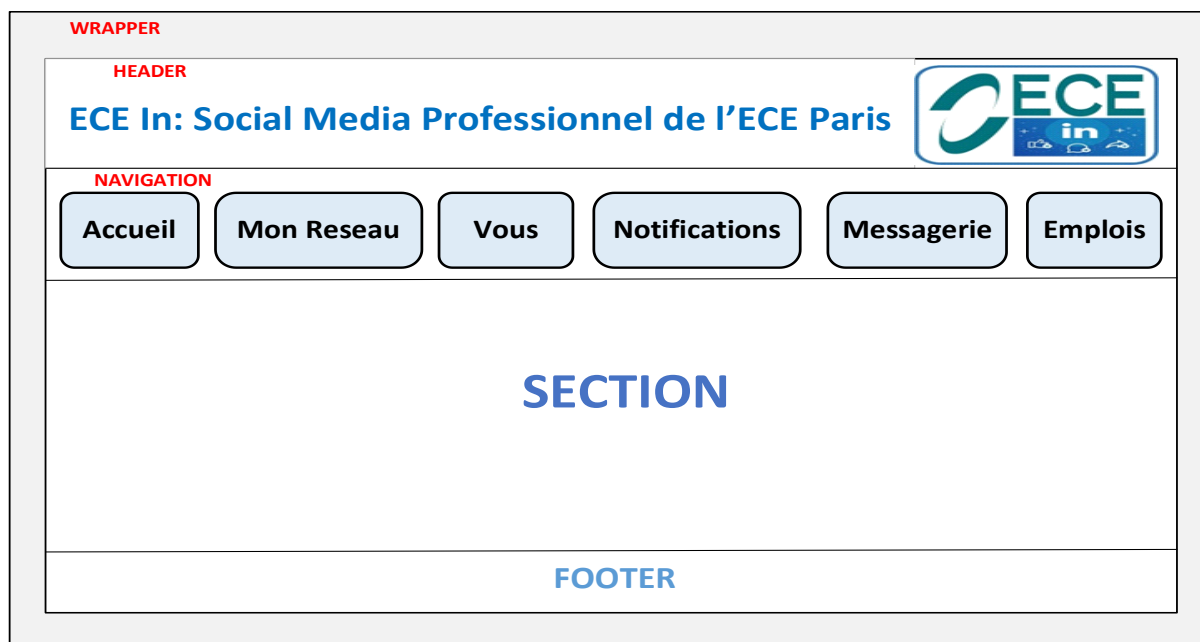 WRAPPER
HEADER
ECE In: Social Media Professionnel de l’ECE Paris
ECE
in
NAVIGATION
Accueil Mon Reseau Vous Notifications Messagerie Emplois
SECTION
FOOTER